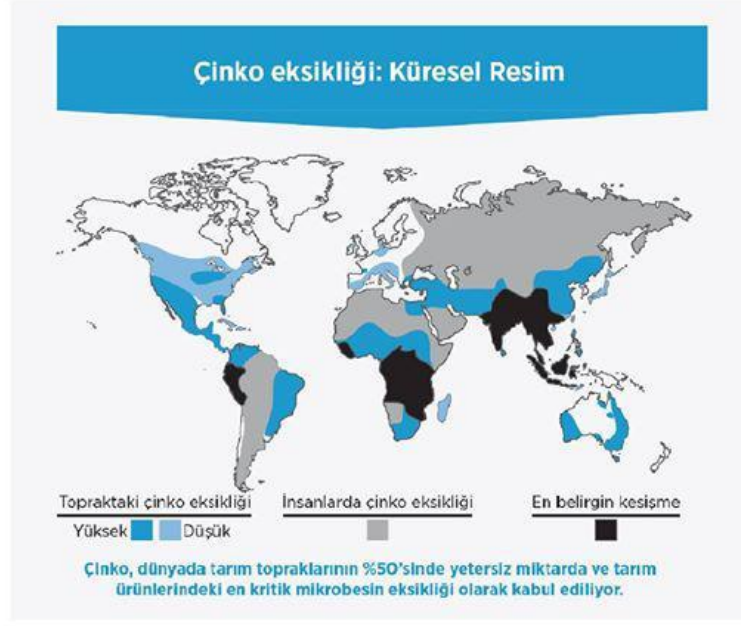 Çinko eksikliği: Küresel Resim
Topraktaki çinko eksikliği
Yüksek
Düşük
İnsanlarda çinko eksikliği
En belirgin kesişme
Çinko, dünyada tarım topraklarının %50'sinde yetersiz miktarda ve tarım
ürünlerindeki en kritik mikrobesin eksikliği olarak kabul ediliyor.